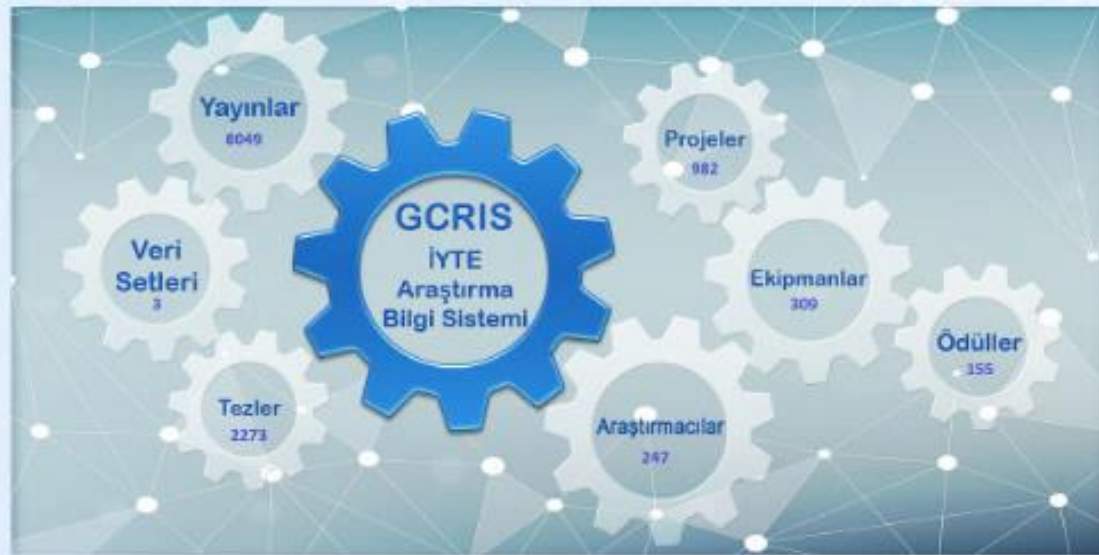 Yayınlar
8049
Projeler
982
GCRIS
İYTE
Araştırma
Bilgi Sistemi
Veri
Setleri
3
Ekipmanlar
309
Ödüller
155
Tezler
2273
Araştırmacılar
247